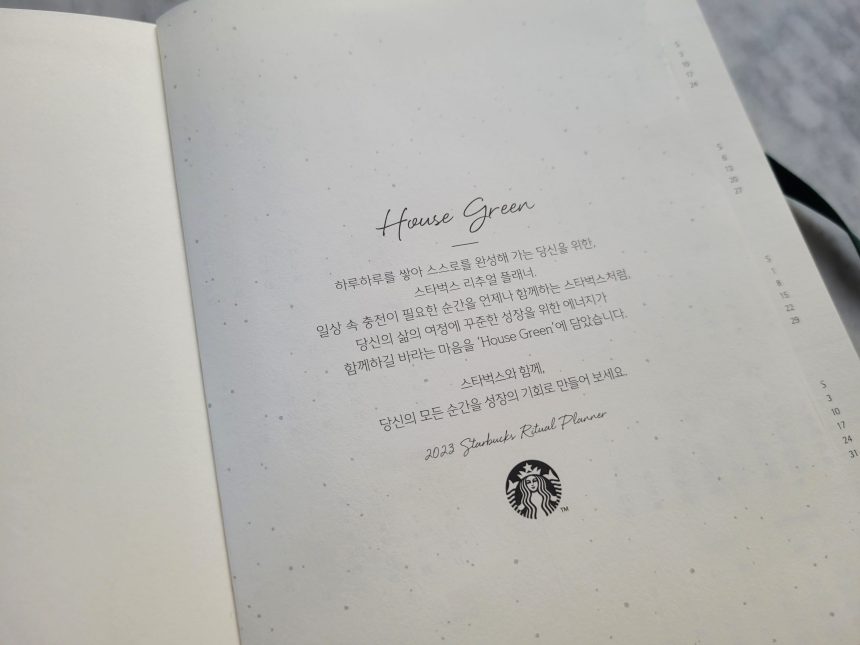 House Green
하루하루를 쌓아 스스로를 완성해 가는 당신을 위한,
스타벅스 리추얼 플래너.
일상 속 충전이 필요한 순간을 언제나 함께하는 스타벅스처럼,
당신의 삶의 여정에 꾸준한 성장을 위한 에너지가
함께하길 바라는 마음을 'House Green'에 담았습니다.
스타벅스와 함께,
당신의 모든 순간을 성장의 기회로 만들어 보세요.
2023 Starbucks Ritual Planner
TM
S
3
10
17
24
S
6
13
20
27
S
1
8
15
22
29
S
3
10
17
24
31